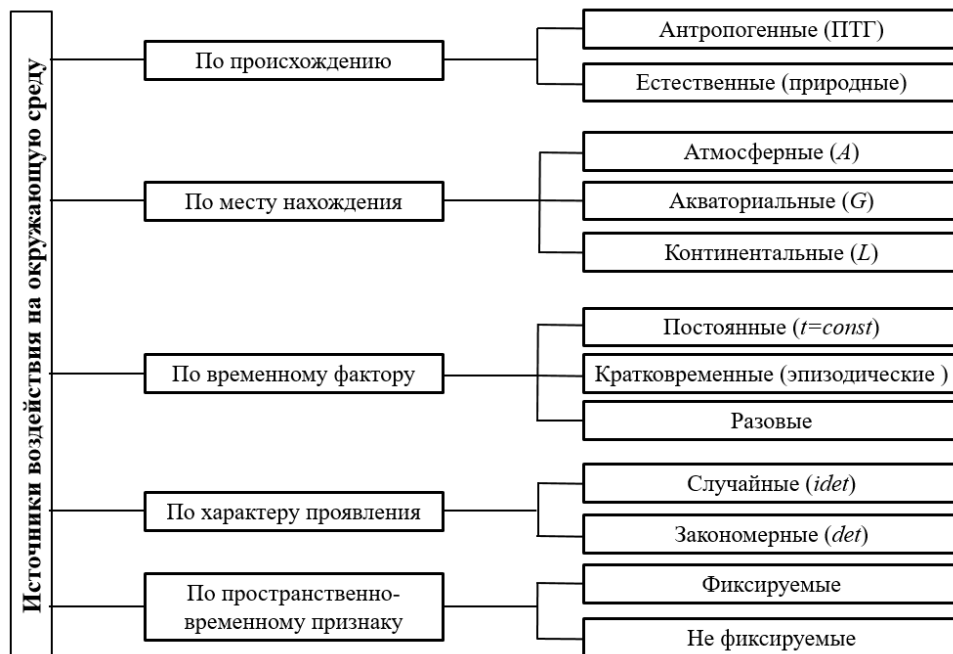 Источники воздействия на окружающую среду
По происхождению
Антропогенные (ПТГ)
Естественные (природные)
По месту нахождения
Атмосферные (A)
Акваториальные (G)
Континентальные (L)
По временному фактору
Постоянные (t=const)
Кратковременные (эпизодические )
Разовые
По характеру проявления
Случайные (idet)
Закономерные (det)
По пространственно-
временному признаку
Фиксируемые
Не фиксируемые